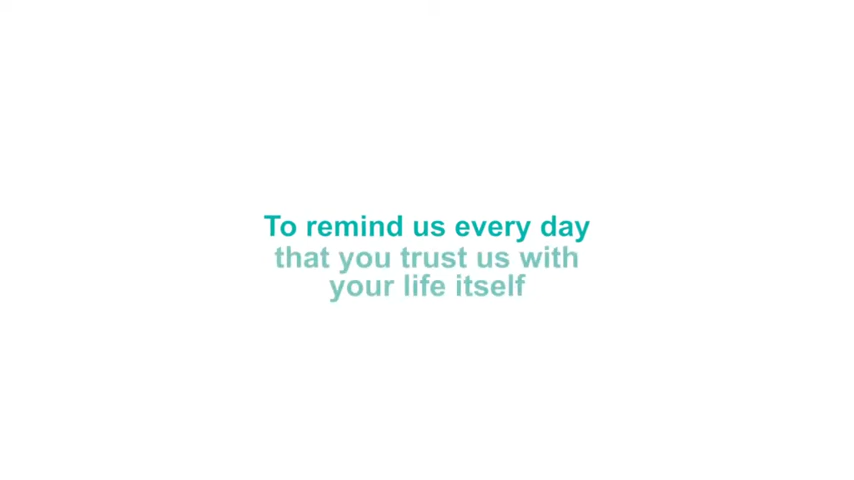 To remind us every day
that you trust us with
your life itself